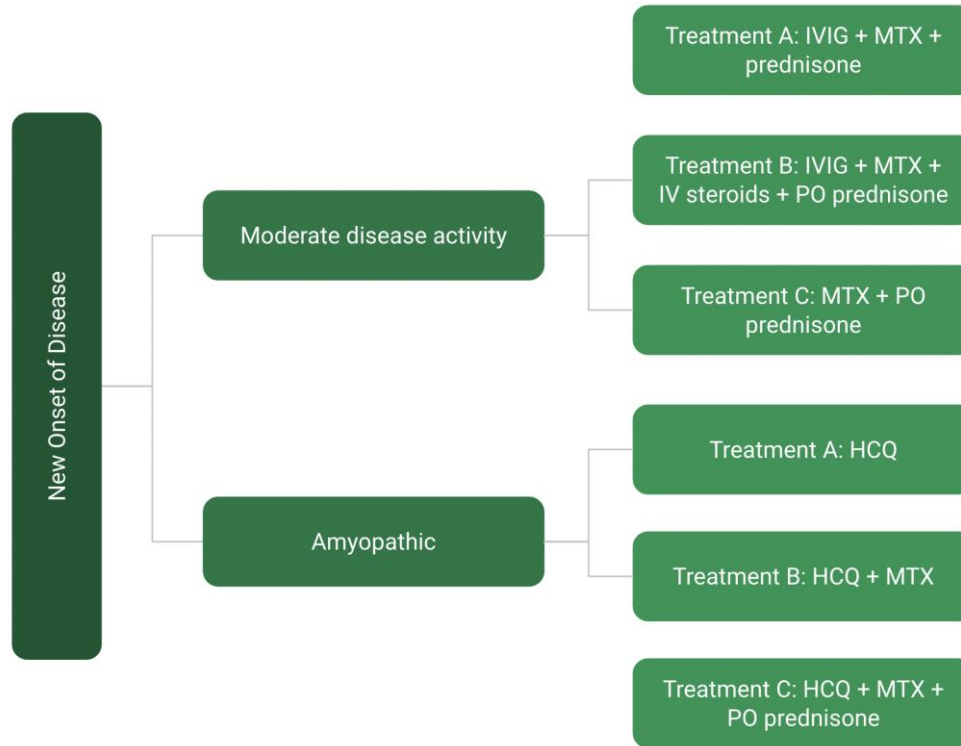 New Onset of Disease
Moderate disease activity
Treatment A: IVIG + MTX +
prednisone
Treatment B: IVIG + MTX +
IV steroids + PO prednisone
Treatment C: MTX + PO
prednisone
Amyopathic
Treatment A: HCQ
Treatment B: HCQ + MTX
Treatment C: HCQ + MTX +
PO prednisone